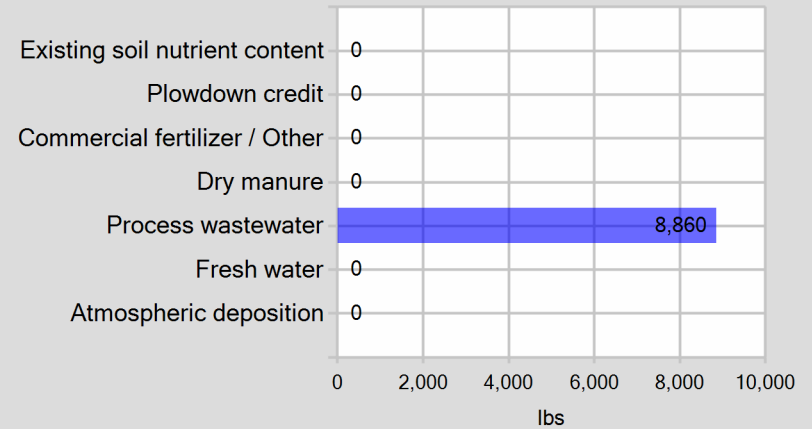 Existing soil nutrient content 0
Plowdown credit 0
Commercial fertilizer / Other 0
Dry manure 0
Process wastewater 8,860
Fresh water 0
Atmospheric deposition 0
0 2,000 4,000 6,000 8,000 10,000
lbs